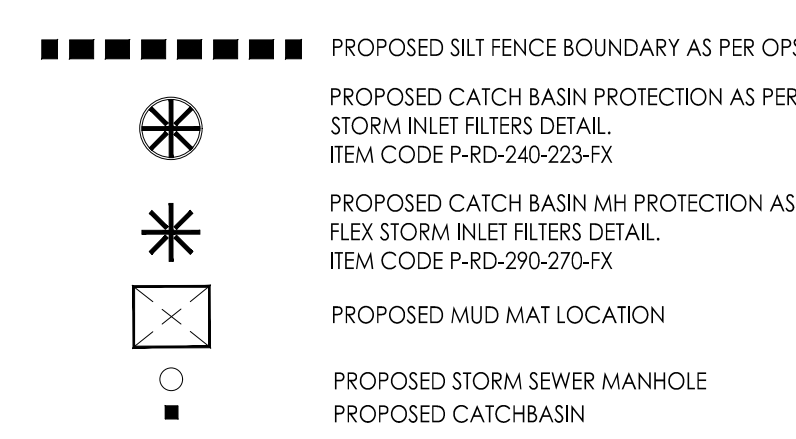 PROPOSED SILT FENCE BOUNDARY AS PER OPS
PROPOSED CATCH BASIN PROTECTION AS PER
STORM INLET FILTERS DETAIL.
ITEM CODE P-RD-240-223-FX
PROPOSED CATCH BASIN MH PROTECTION AS
FLEX STORM INLET FILTERS DETAIL.
ITEM CODE P-RD-290-270-FX
PROPOSED MUD MAT LOCATION
PROPOSED STORM SEWER MANHOLE
PROPOSED CATCHBASIN